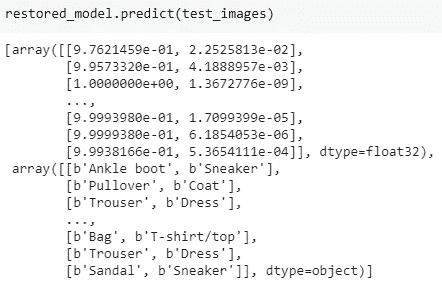 restored_model.predict(test_images)
[array([[9.7621459e-01, 2.2525813e-02],
[9.9573320e-01, 4.1888957e-03],
[1.0000000e+00, 1.3672776e-09],
...,
[9.9993980e-01, 1.7099399e-05],
[9.9999380e-01, 6.1854053e-06],
[9.9938166e-01, 5.3654111e-04]], dtype=float32),
array([[b'Ankle boot', b'Sneaker'],
[b'Pullover', b'Coat'],
[b'Trouser', b'Dress'],
...,
[b'Bag', b'T-shirt/top'],
[b'Trouser', b'Dress'],
[b'Sandal', b'Sneaker']], dtype=object)]